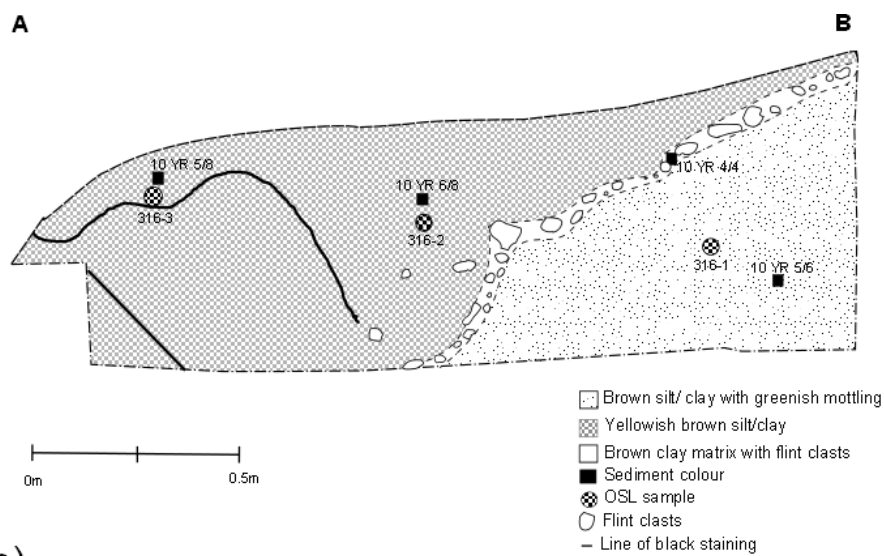 A B
10 YR 5/8
316-3
10 YR 6/8
316-2
10 YR 4/4
316-1
10 YR 5/6
Brown silt/ clay with greenish mottling
Yellowish brown silt/clay
Brown clay matrix with flint clasts
Sediment colour
OSL sample
Flint clasts
Line of black staining
0m 0.5m